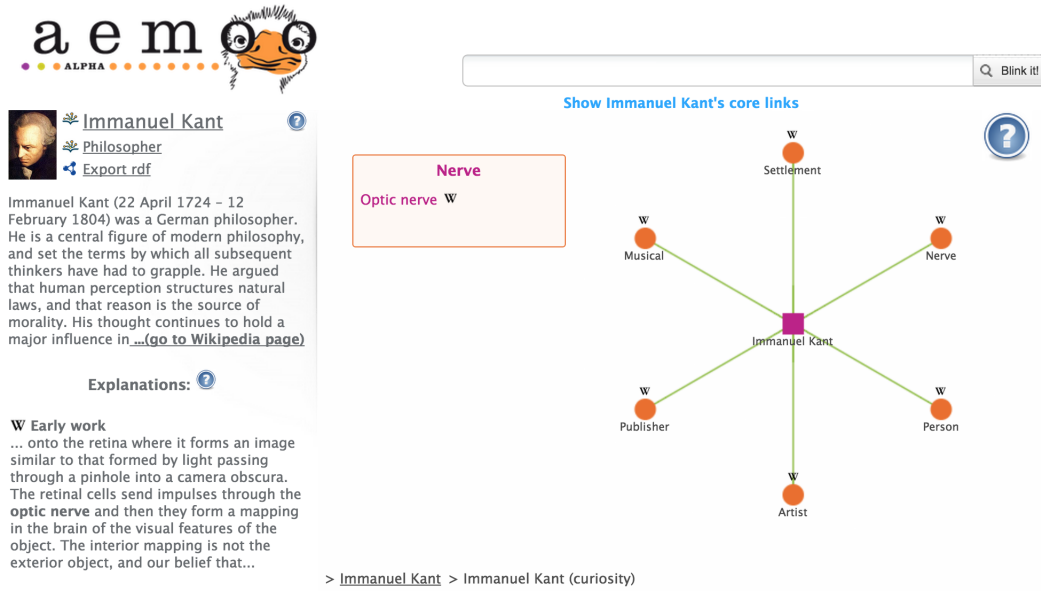 aemoo
ALPHA
Blink it!
Show Immanuel Kant's core links
Immanuel Kant
?
Philosopher
Export rdf
Immanuel Kant (22 April 1724 – 12
February 1804) was a German philosopher.
He is a central figure of modern philosophy,
and set the terms by which all subsequent
thinkers have had to grapple. He argued
that human perception structures natural
laws, and that reason is the source of
morality. His thought continues to hold a
major influence in ...(go to Wikipedia page)
Explanations: ?
W Early work
... onto the retina where it forms an image
similar to that formed by light passing
through a pinhole into a camera obscura.
The retinal cells send impulses through the
optic nerve and then they form a mapping
in the brain of the visual features of the
object. The interior mapping is not the
exterior object, and our belief that...
Nerve
Optic nerve W
?
W
Settlement
W
Musical
W
Nerve
Immanuel Kant
W
Publisher
W
Person
W
Artist
> Immanuel Kant > Immanuel Kant (curiosity)